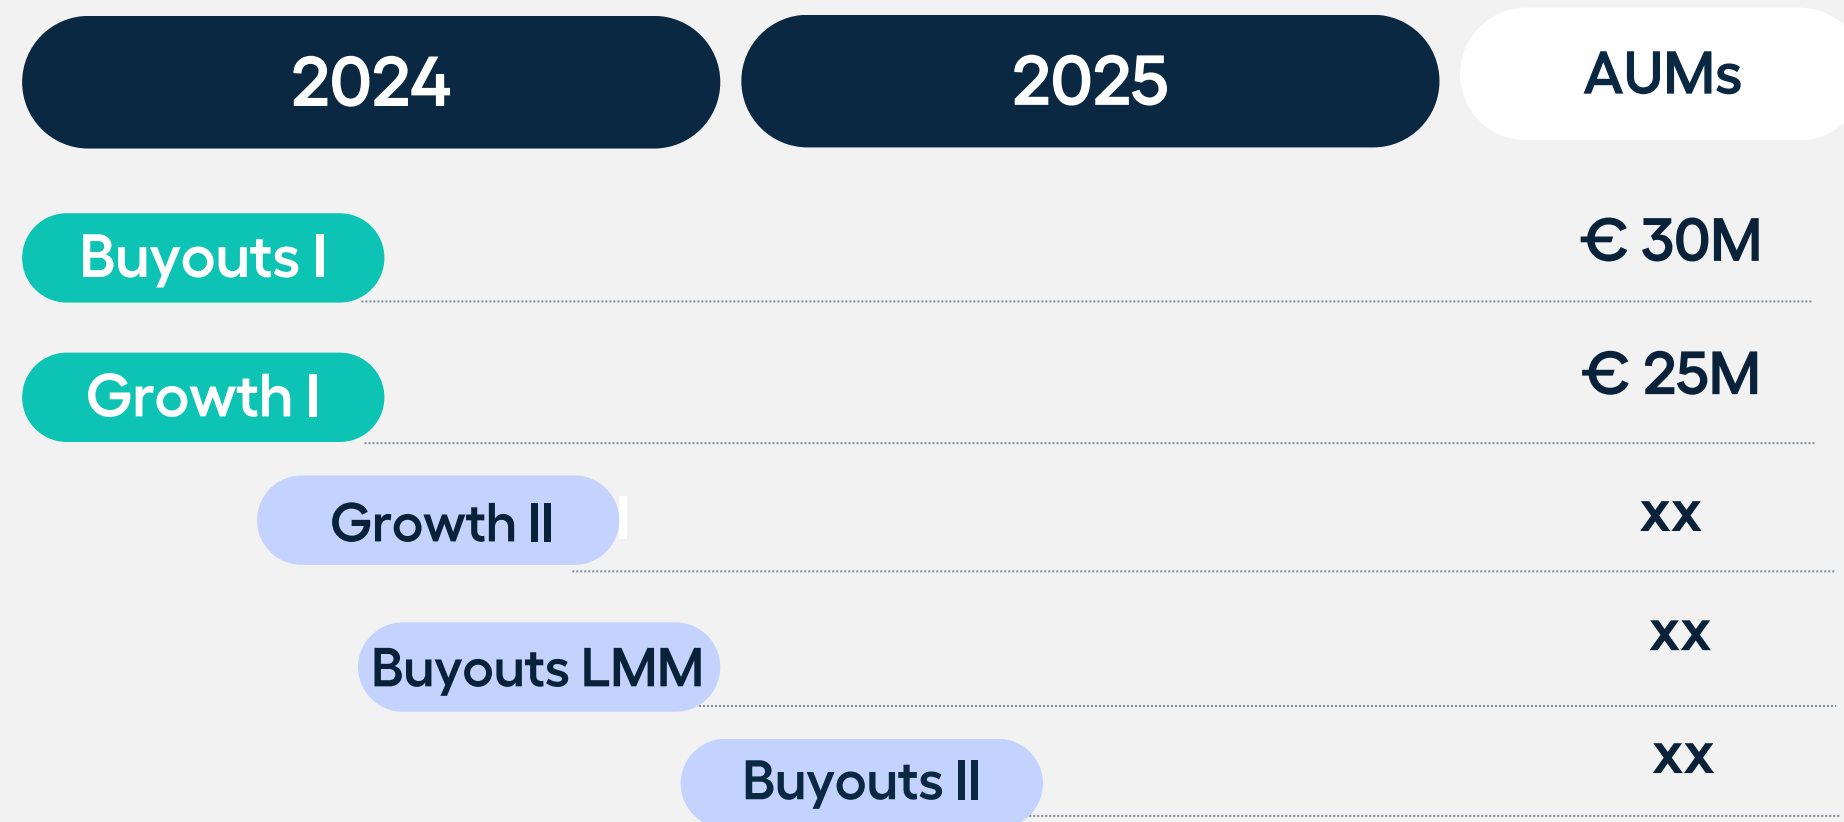 2024 2025 AUMs
Buyouts I € 30M
Growth I € 25M
Growth II xx
Buyouts LMM xx
Buyouts II xx